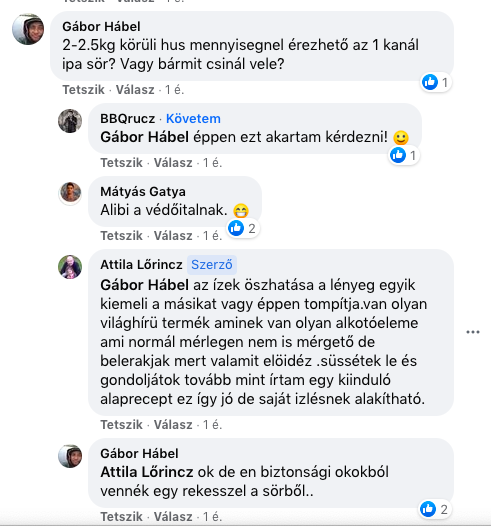 Gábor Hábel
2-2.5kg körüli hus mennyisegnel érezhető az 1 kanál
ipa sör? Vagy bármit csinál vele?
1
Tetszik · Válasz · 1 é.
BBQrucz · Követem
Gábor Hábel éppen ezt akartam kérdezni! 🙂
1
Tetszik · Válasz · 1 é.
Mátyás Gatya
Alibi a védőitalnak. 😁
2
Tetszik · Válasz · 1 é.
Attila Lőrincz Szerző
Gábor Hábel az ízek öszhatása a lényeg egyik
kiemeli a másikat vagy éppen tompítja.van olyan
világhírü termék aminek van olyan alkotóeleme
ami normál mérlegen nem is mérgető de
belerakjak mert valamit elöidéz .süssétek le és
gondoljátok tovább mint írtam egy kiinduló
alaprecept ez így jó de saját izlésnek alakítható.
Tetszik · Válasz · 1 é.
Gábor Hábel
Attila Lőrincz ok de en biztonsági okokból
vennék egy rekesszel a sörből..
2
Tetszik · Válasz · 1 é.